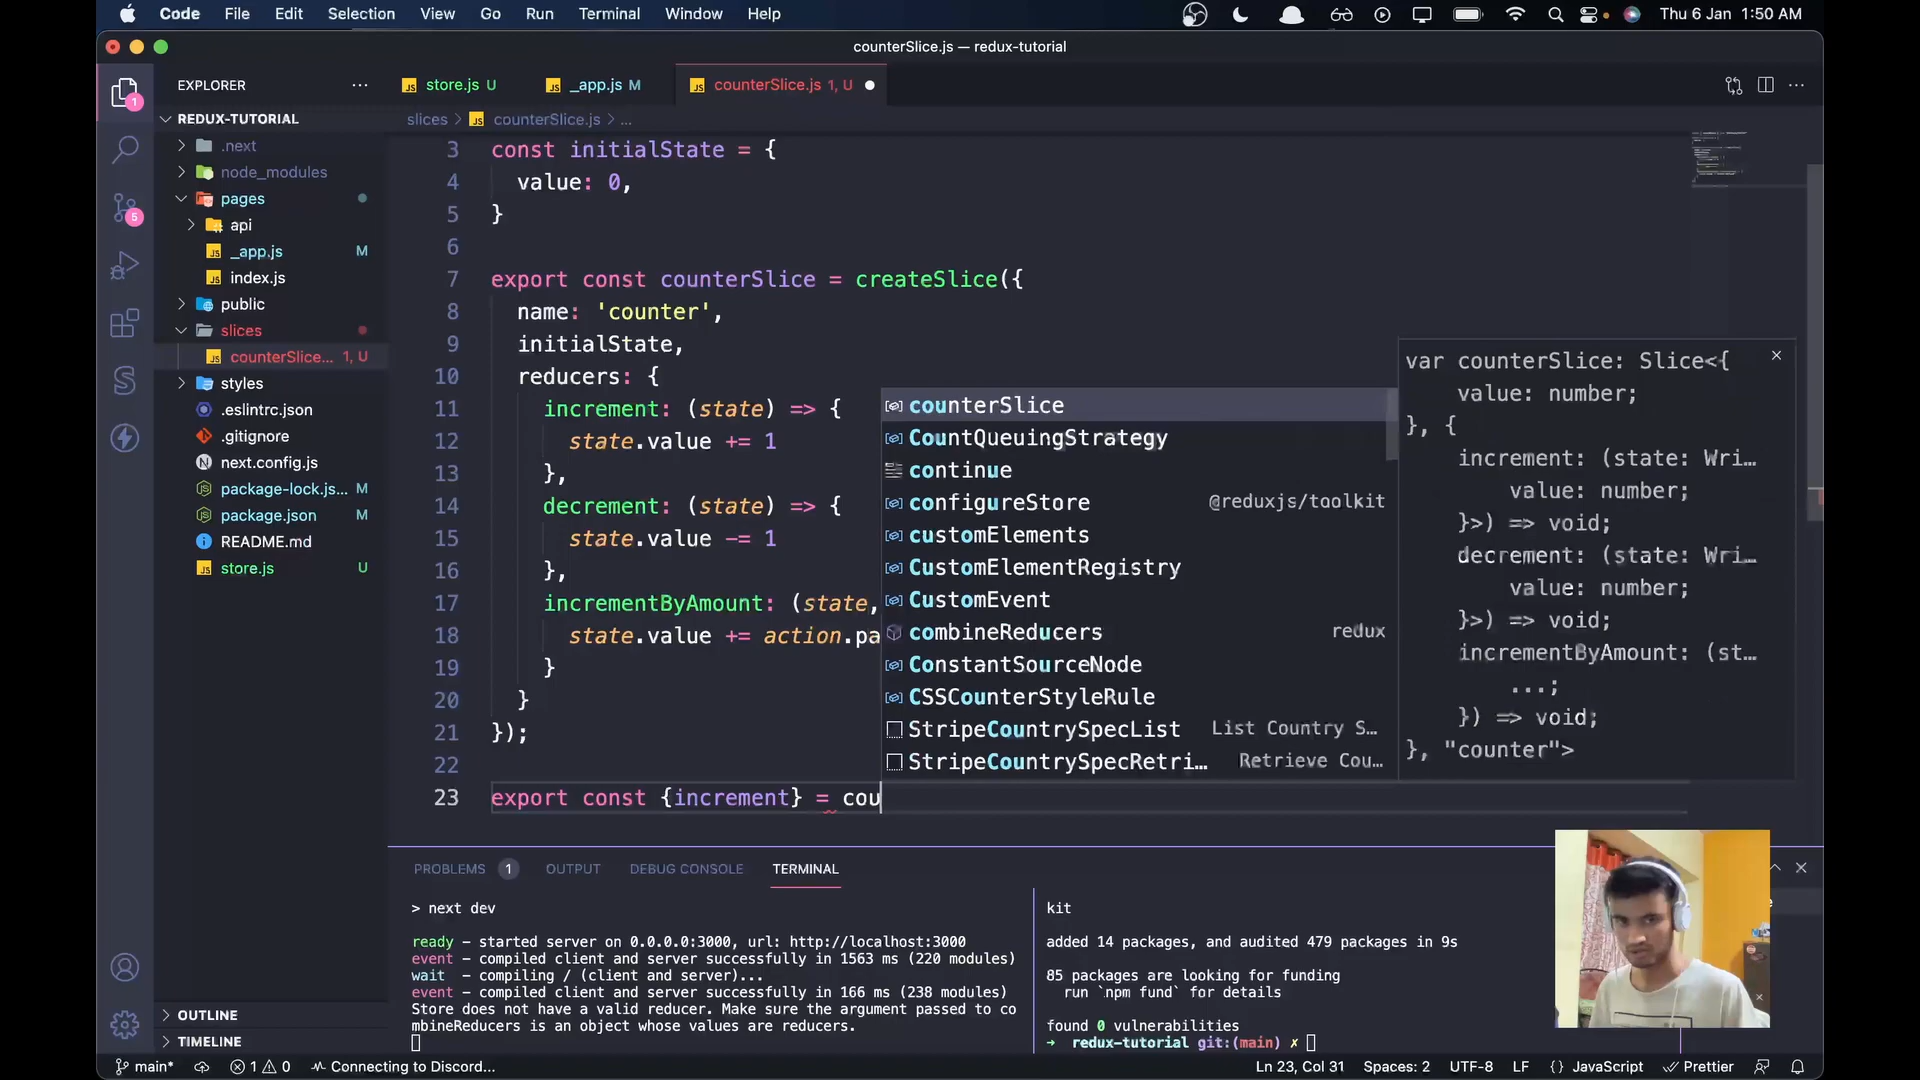 Code File Edit Selection View Go Run Terminal Window Help Thu 6 Jan 1:50 AM
counterSlice.js — redux-tutorial
EXPLORER
store.js U _app.js M counterSlice.js 1, U
REDUX-TUTORIAL
slices > counterSlice.js > ...
.next
node_modules
pages
api
_app.js M
index.js
public
slices
counterSlice... 1, U
styles
.eslintrc.json
.gitignore
next.config.js
package-lock.js... M
package.json M
README.md
store.js U
OUTLINE
TIMELINE
1
5
3 const initialState = {
4 value: 0,
5 }
6
7 export const counterSlice = createSlice({
8 name: 'counter',
9 initialState,
10 reducers: {
11 increment: (state) => {
12 state.value += 1
13 },
14 decrement: (state) => {
15 state.value -= 1
16 },
17 incrementByAmount: (state,
18 state.value += action.pa
19 }
20 }
21 });
22
23 export const {increment} = cou
counterSlice
CountQueuingStrategy
continue
configureStore @reduxjs/toolkit
customElements
CustomElementRegistry
CustomEvent
combineReducers redux
ConstantSourceNode
CSSCounterStyleRule
StripeCountrySpecList List Country S...
StripeCountrySpecRetri... Retrieve Cou...
var counterSlice: Slice<{
value: number;
}, {
increment: (state: Wri...
value: number;
}>) => void;
decrement: (state: Wri...
value: number;
}>) => void;
incrementByAmount: (st...
...;
}) => void;
}, "counter">
PROBLEMS 1 OUTPUT DEBUG CONSOLE TERMINAL
> next dev
ready - started server on 0.0.0.0:3000, url: http://localhost:3000
event - compiled client and server successfully in 1563 ms (220 modules)
wait - compiling / (client and server)...
event - compiled client and server successfully in 166 ms (238 modules)
Store does not have a valid reducer. Make sure the argument passed to co
mbineReducers is an object whose values are reducers.
kit
added 14 packages, and audited 479 packages in 9s
85 packages are looking for funding
run `npm fund` for details
found 0 vulnerabilities
→ redux-tutorial git:(main) ✗
main* 1 0 Connecting to Discord... Ln 23, Col 31 Spaces: 2 UTF-8 LF {} JavaScript Prettier